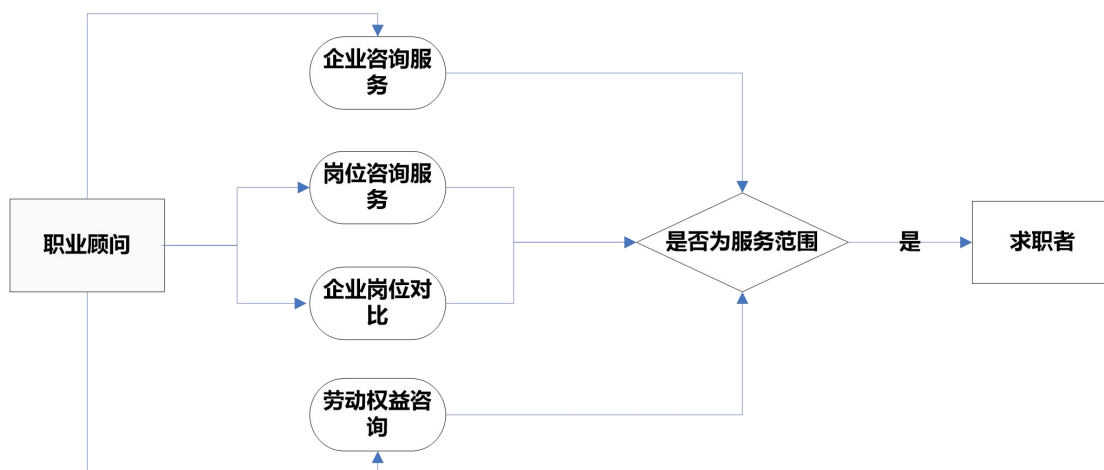 企业咨询服
务
岗位咨询服
务
职业顾问
是否为服务范围
是
求职者
企业岗位对
比
劳动权益咨
询